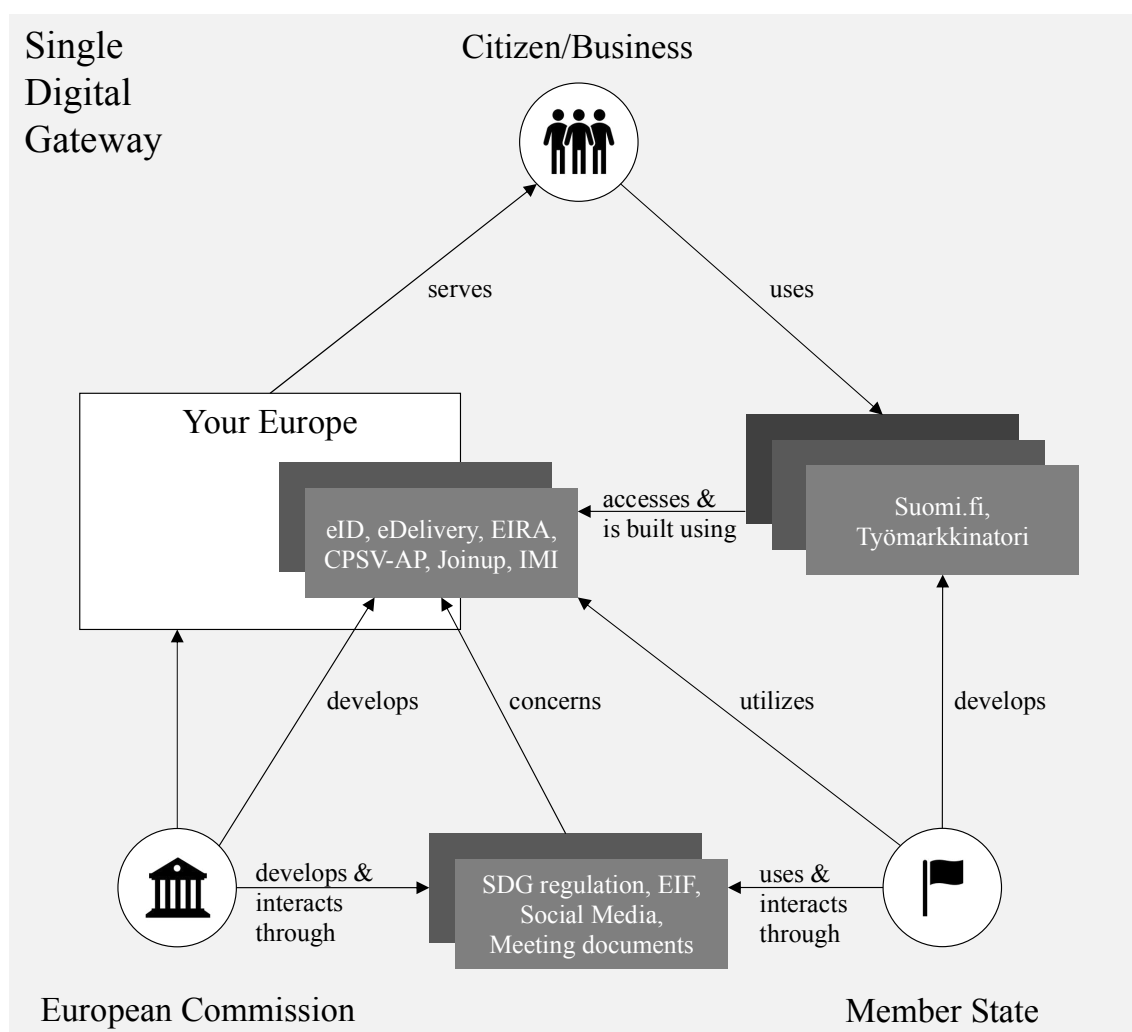 Single
Digital
Gateway
Citizen/Business
serves
uses
Your Europe
eID, eDelivery, EIRA,
CPSV-AP, Joinup, IMI
accesses &
is built using
Suomi.fi,
Työmarkkinatori
develops
concerns
utilizes
develops
develops &
interacts
through
SDG regulation, EIF,
Social Media,
Meeting documents
uses &
interacts
through
European Commission
Member State